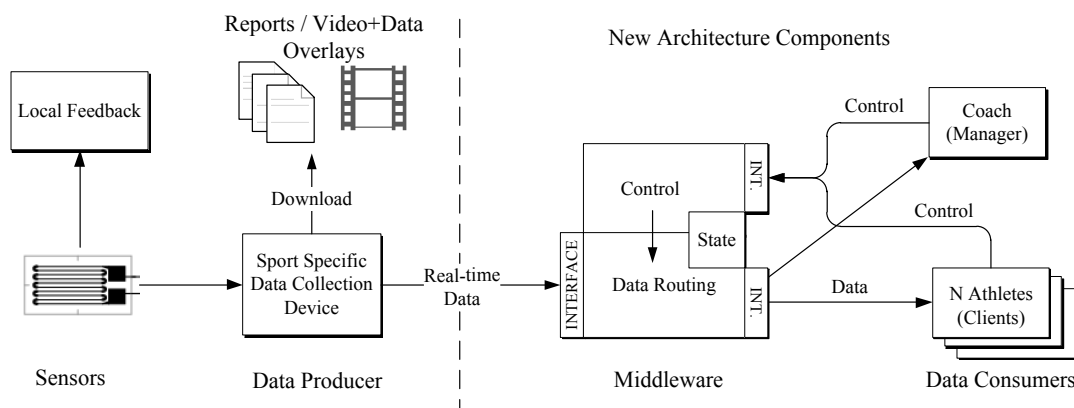 Reports / Video+Data
Overlays
New Architecture Components
Local Feedback
Control
Coach
(Manager)
INT.
Download
Control
Control
State
Sport Specific
Data Collection
Device
Real-time
Data
INTERFACE
Data Routing
INT.
Data
N Athletes
(Clients)
Sensors
Data Producer
Middleware
Data Consumers